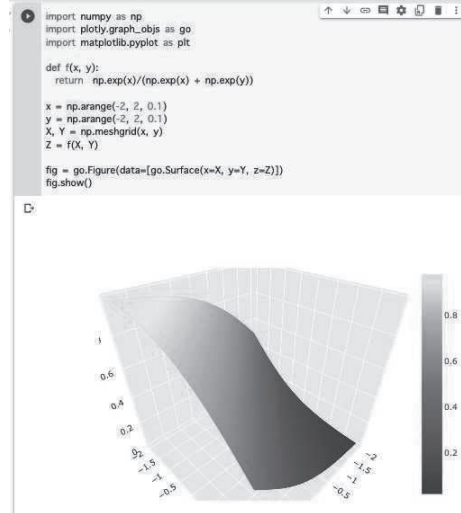 import numpy as np
import plotly.graph_objs as go
import matplotlib.pyplot as plt
def f(x, y):
return np.exp(x)/(np.exp(x) + np.exp(y))
x = np.arange(-2, 2, 0.1)
y = np.arange(-2, 2, 0.1)
X, Y = np.meshgrid(x, y)
Z = f(X, Y)
fig = go.Figure(data=[go.Surface(x=X, y=Y, z=Z)])
fig.show()
0.8
0.6
0.4
0.2
0.6
0.4
0.2
−1.5
−1
−0.5
−2
−1.5
−1
−0.5